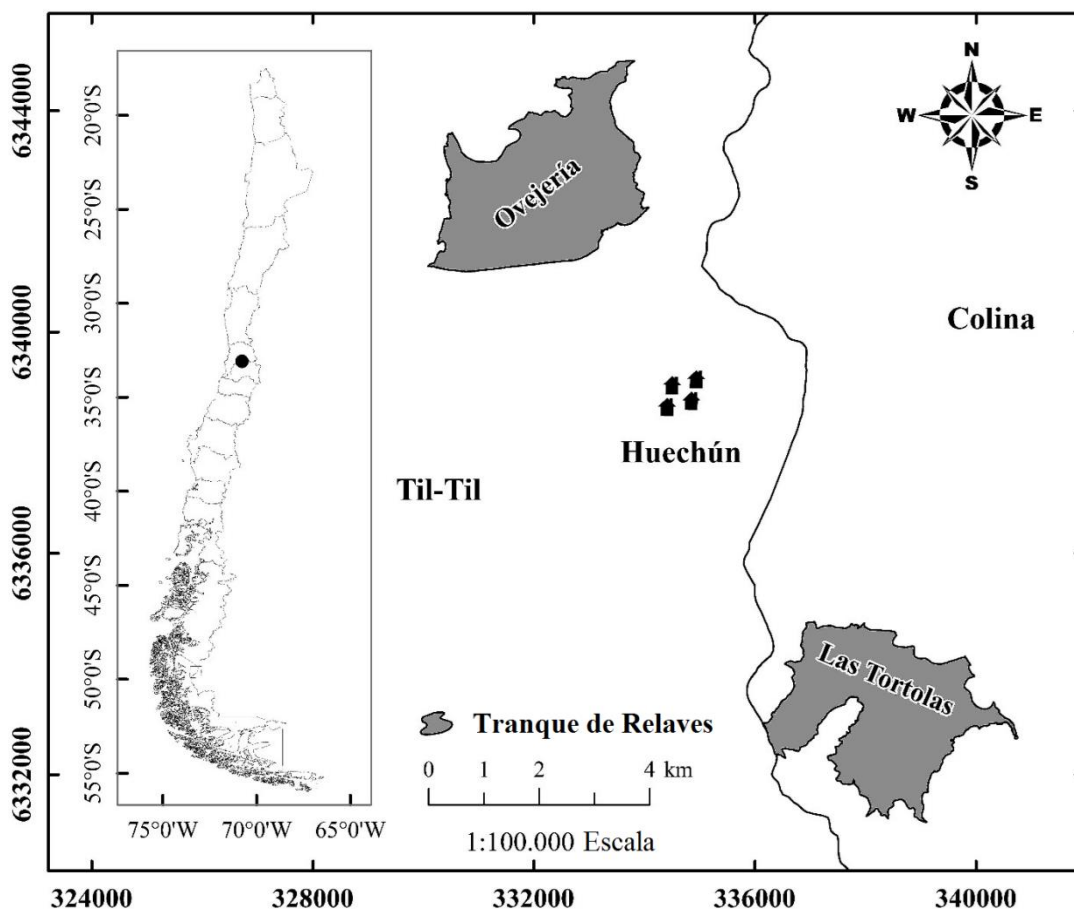 20°0'S
25°0'S
30°0'S
35°0'S
40°0'S
45°0'S
50°0'S
55°0'S
75°0'W
70°0'W
65°0'W
6344000
6340000
6336000
6332000
324000
328000
332000
336000
340000
N
W
E
S
Ovejería
Colina
Huechún
Til-Til
Las Tortolas
Tranque de Relaves
0 1 2 4 km
1:100.000 Escala